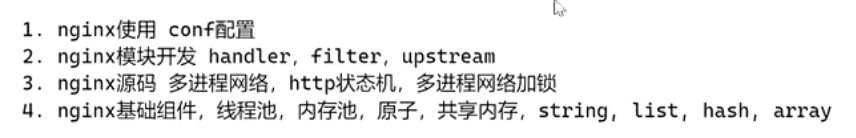 1. nginx使用 conf配置
2. nginx模块开发 handler, filter, upstream
3. nginx源码 多进程网络，http状态机，多进程网络加锁
4. nginx基础组件，线程池，内存池，原子，共享内存，string, list, hash, array